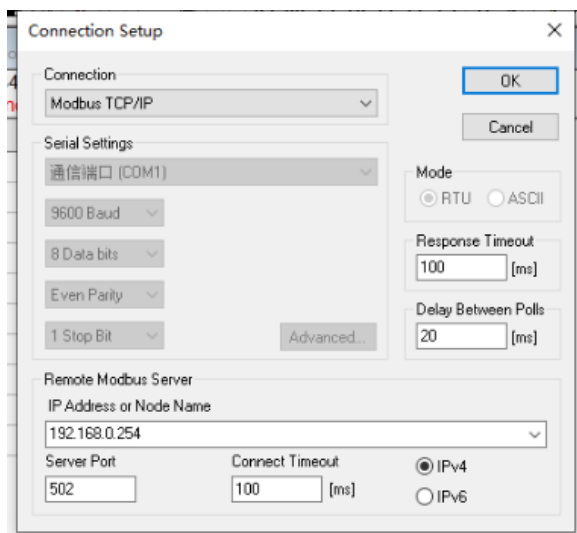 Connection Setup
Connection
OK
Modbus TCP/IP
Cancel
Serial Settings
通信端口 (COM1)
Mode
RTU
ASCII
9600 Baud
Response Timeout
8 Data bits
100 [ms]
Even Parity
Delay Between Polls
1 Stop Bit
Advanced...
20 [ms]
Remote Modbus Server
IP Address or Node Name
192.168.0.254
Server Port
Connect Timeout
IPv4
502
100 [ms]
IPv6